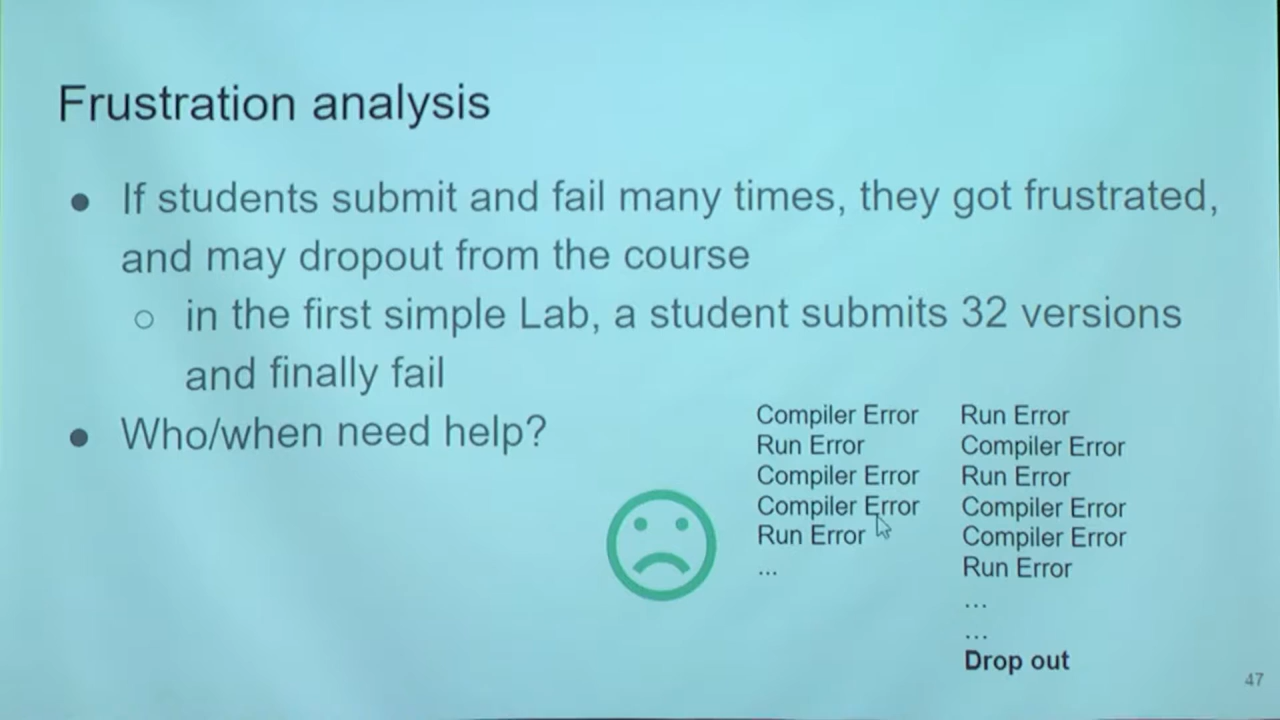 Frustration analysis
● If students submit and fail many times, they got frustrated,
and may dropout from the course
○ in the first simple Lab, a student submits 32 versions
and finally fail
● Who/when need help?
Compiler Error
Run Error
Compiler Error
Compiler Error
Run Error
...
Run Error
Compiler Error
Run Error
Compiler Error
Compiler Error
Run Error
...
...
Drop out
47